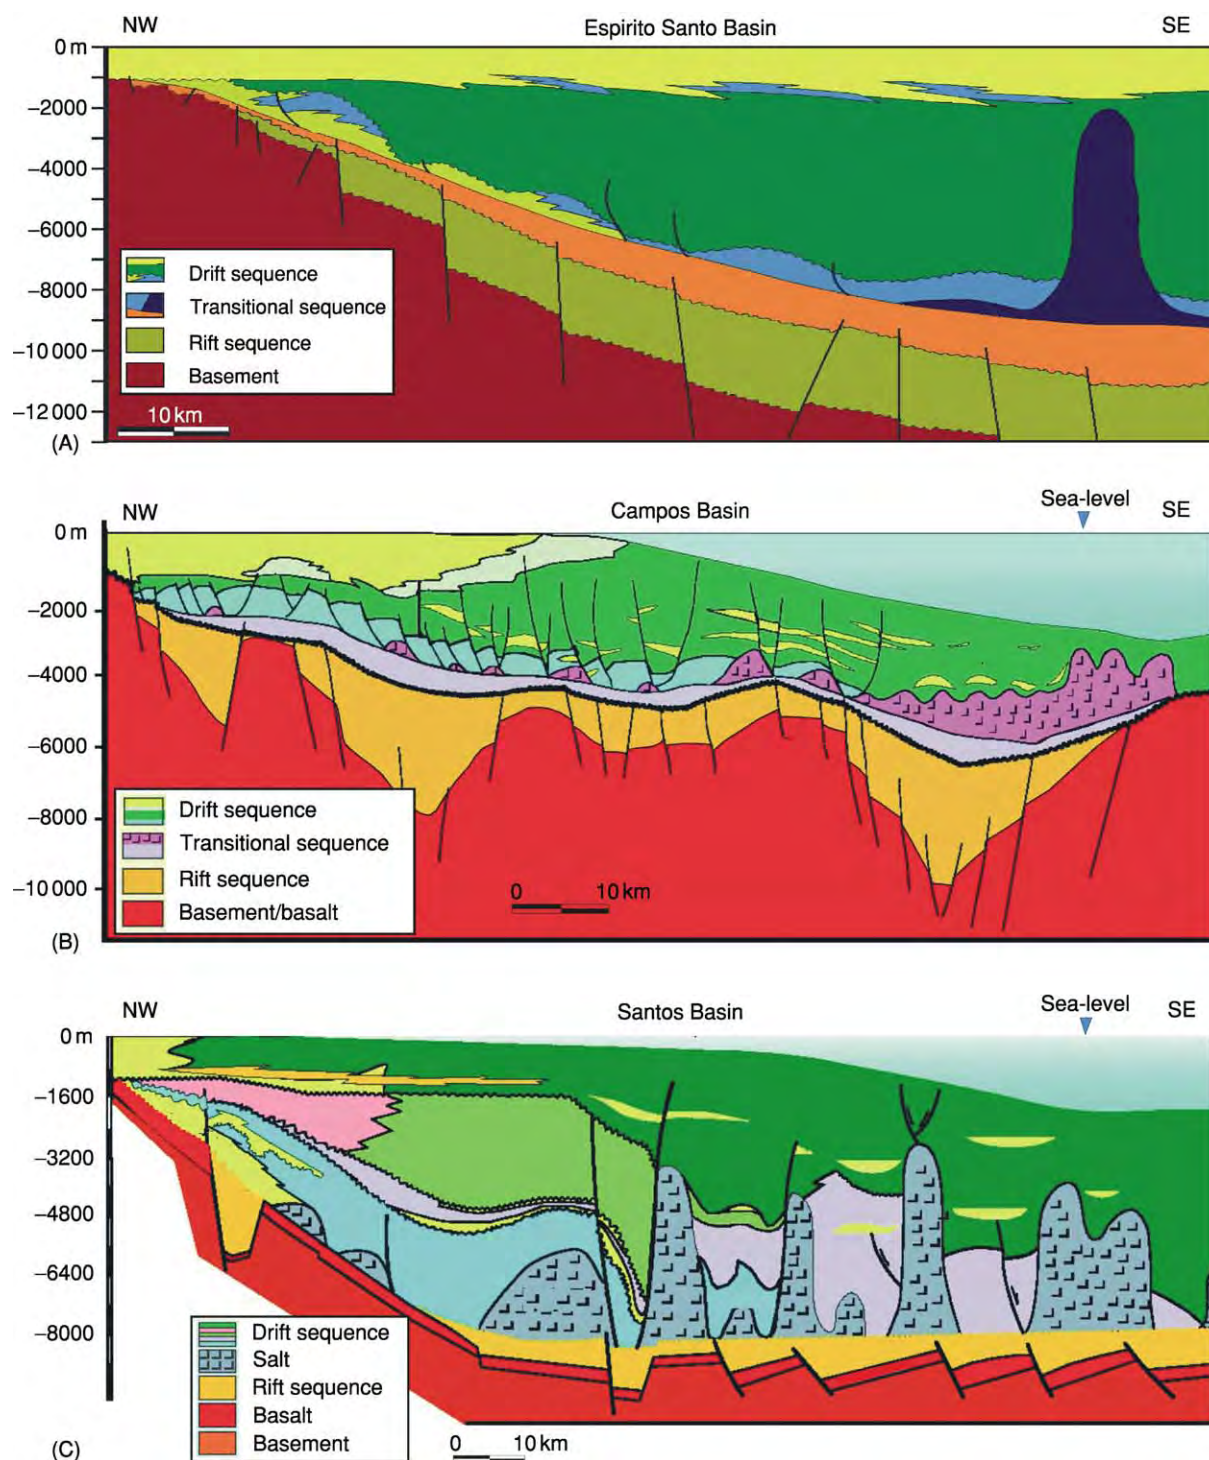 NW Espirito Santo Basin SE
0 m
−2000
−4000
−6000
−8000
−10 000
−12 000
Drift sequence
Transitional sequence
Rift sequence
Basement
10 km
(A)
Sea-level
NW Campos Basin SE
0 m
−2000
−4000
−6000
−8000
−10 000
Drift sequence
Transitional sequence
Rift sequence
Basement/basalt
0 10 km
(B)
Sea-level
NW Santos Basin SE
0 m
−1600
−3200
−4800
−6400
−8000
Drift sequence
Salt
Rift sequence
Basalt
Basement
0 10 km
(C)